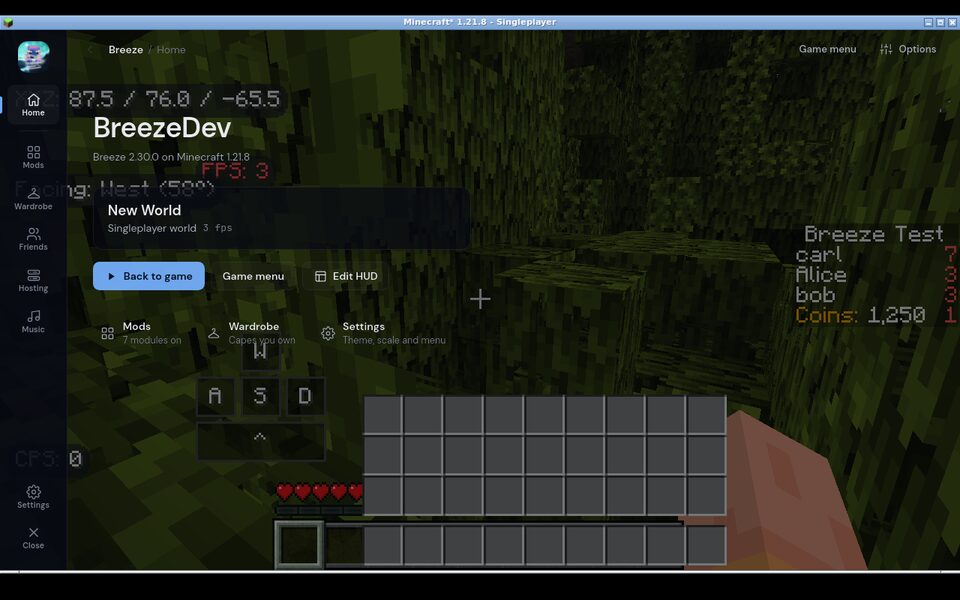 Minecraft* 1.21.8 - Singleplayer
Breeze / Home
Game menu
Options
87.5 / 76.0 / -65.5
Home
BreezeDev
Breeze 2.30.0 on Minecraft 1.21.8
FPS: 3
Mods
Facing: West (58°)
Wardrobe
New World
Singleplayer world 3 fps
Friends
Breeze Test
carl 7
Alice 3
bob 3
Coins: 1,250 1
Hosting
Back to game
Game menu
Edit HUD
Music
Mods
7 modules on
Wardrobe
Capes you own
Settings
Theme, scale and menu
W
A S D
^
CPS: 0
Settings
Close